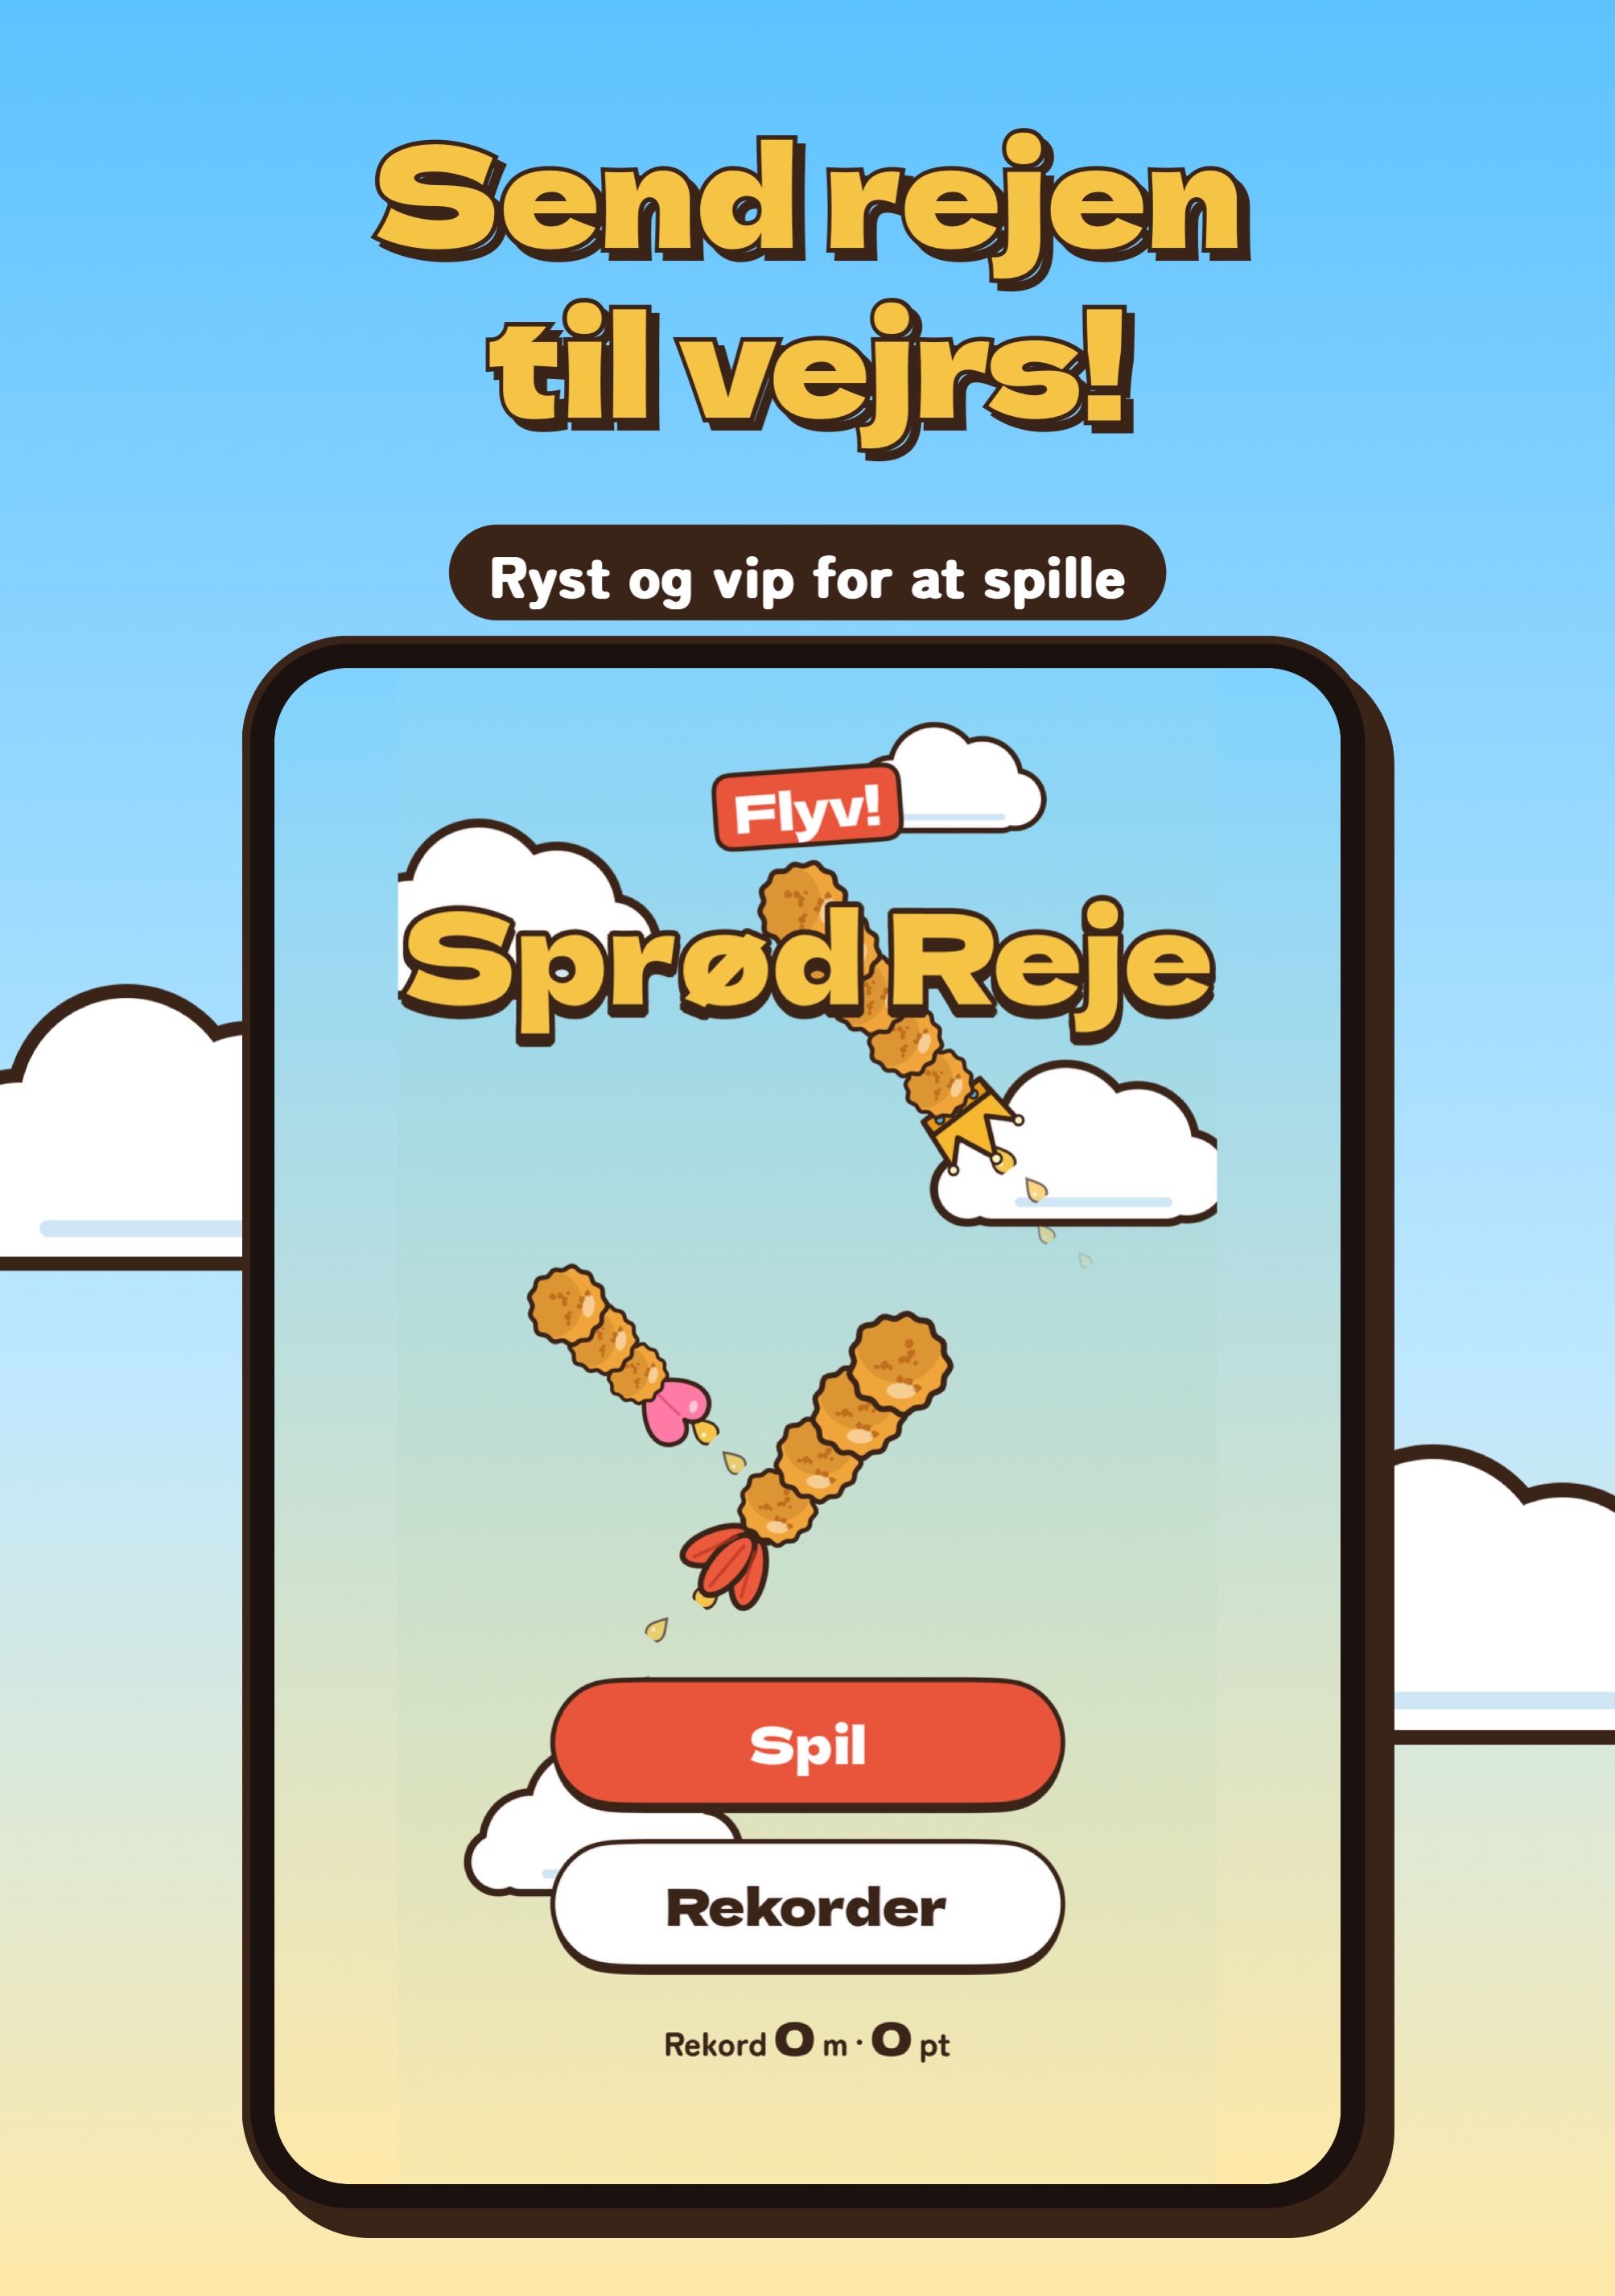 Send rejen
til vejrs!
Ryst og vip for at spille
Flyv!
Sprød Reje
Spil
Rekorder
Rekord 0 m · 0 pt